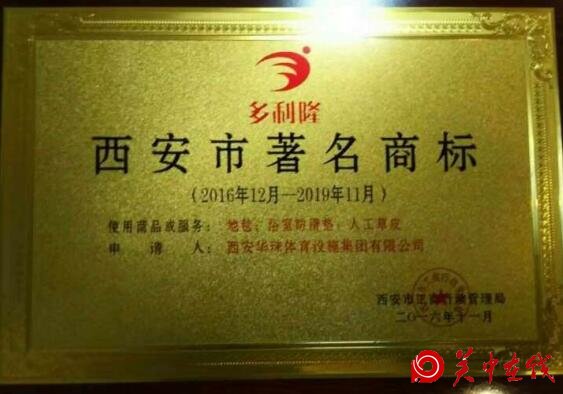 多利隆
西安市著名商标
(2016年12月—2019年11月)
使用商品或服务：地毯；浴室防滑垫；人工草皮
申请人：西安华球体育设施集团有限公司
西安市工商行政管理局
二〇一六年十一月
关中在线